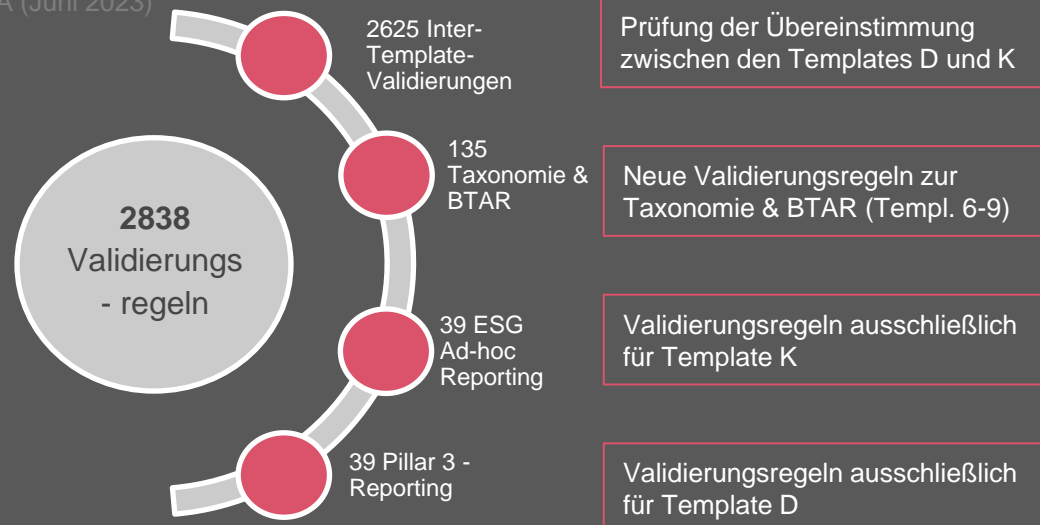 A (Juni 2023)
2838
Validierungs
- regeln
2625 Inter-
Template-
Validierungen
Prüfung der Übereinstimmung
zwischen den Templates D und K
135
Taxonomie &
BTAR
Neue Validierungsregeln zur
Taxonomie & BTAR (Templ. 6-9)
39 ESG
Ad-hoc
Reporting
Validierungsregeln ausschließlich
für Template K
39 Pillar 3 -
Reporting
Validierungsregeln ausschließlich
für Template D